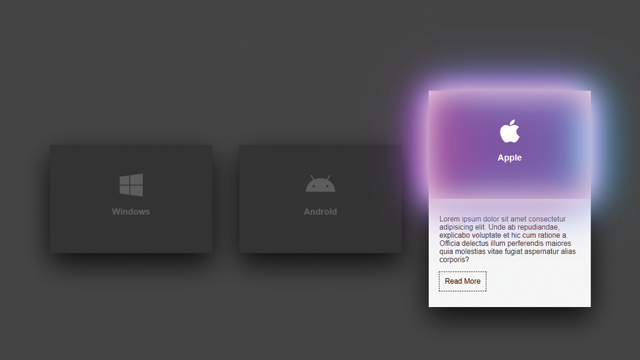 Windows
Android
Apple
Lorem ipsum dolor sit amet consectetur
adipisicing elit. Unde ab repudiandae,
explicabo voluptate et hic cum ratione a.
Officia delectus illum perferendis maiores
quia molestias vitae fugiat aspernatur alias
corporis?
Read More